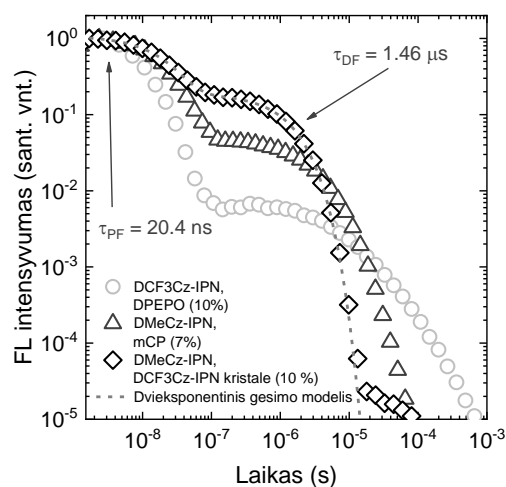 10⁰
10⁻¹
10⁻²
10⁻³
10⁻⁴
10⁻⁵
FL intensyvumas (sant. vnt.)
τDF = 1.46 μs
τPF = 20.4 ns
DCF3Cz-IPN,
DPEPO (10%)
DMeCz-IPN,
mCP (7%)
DMeCz-IPN,
DCF3Cz-IPN kristale (10 %)
Dvieksponentinis gesimo modelis
10⁻⁸ 10⁻⁷ 10⁻⁶ 10⁻⁵ 10⁻⁴ 10⁻³
Laikas (s)